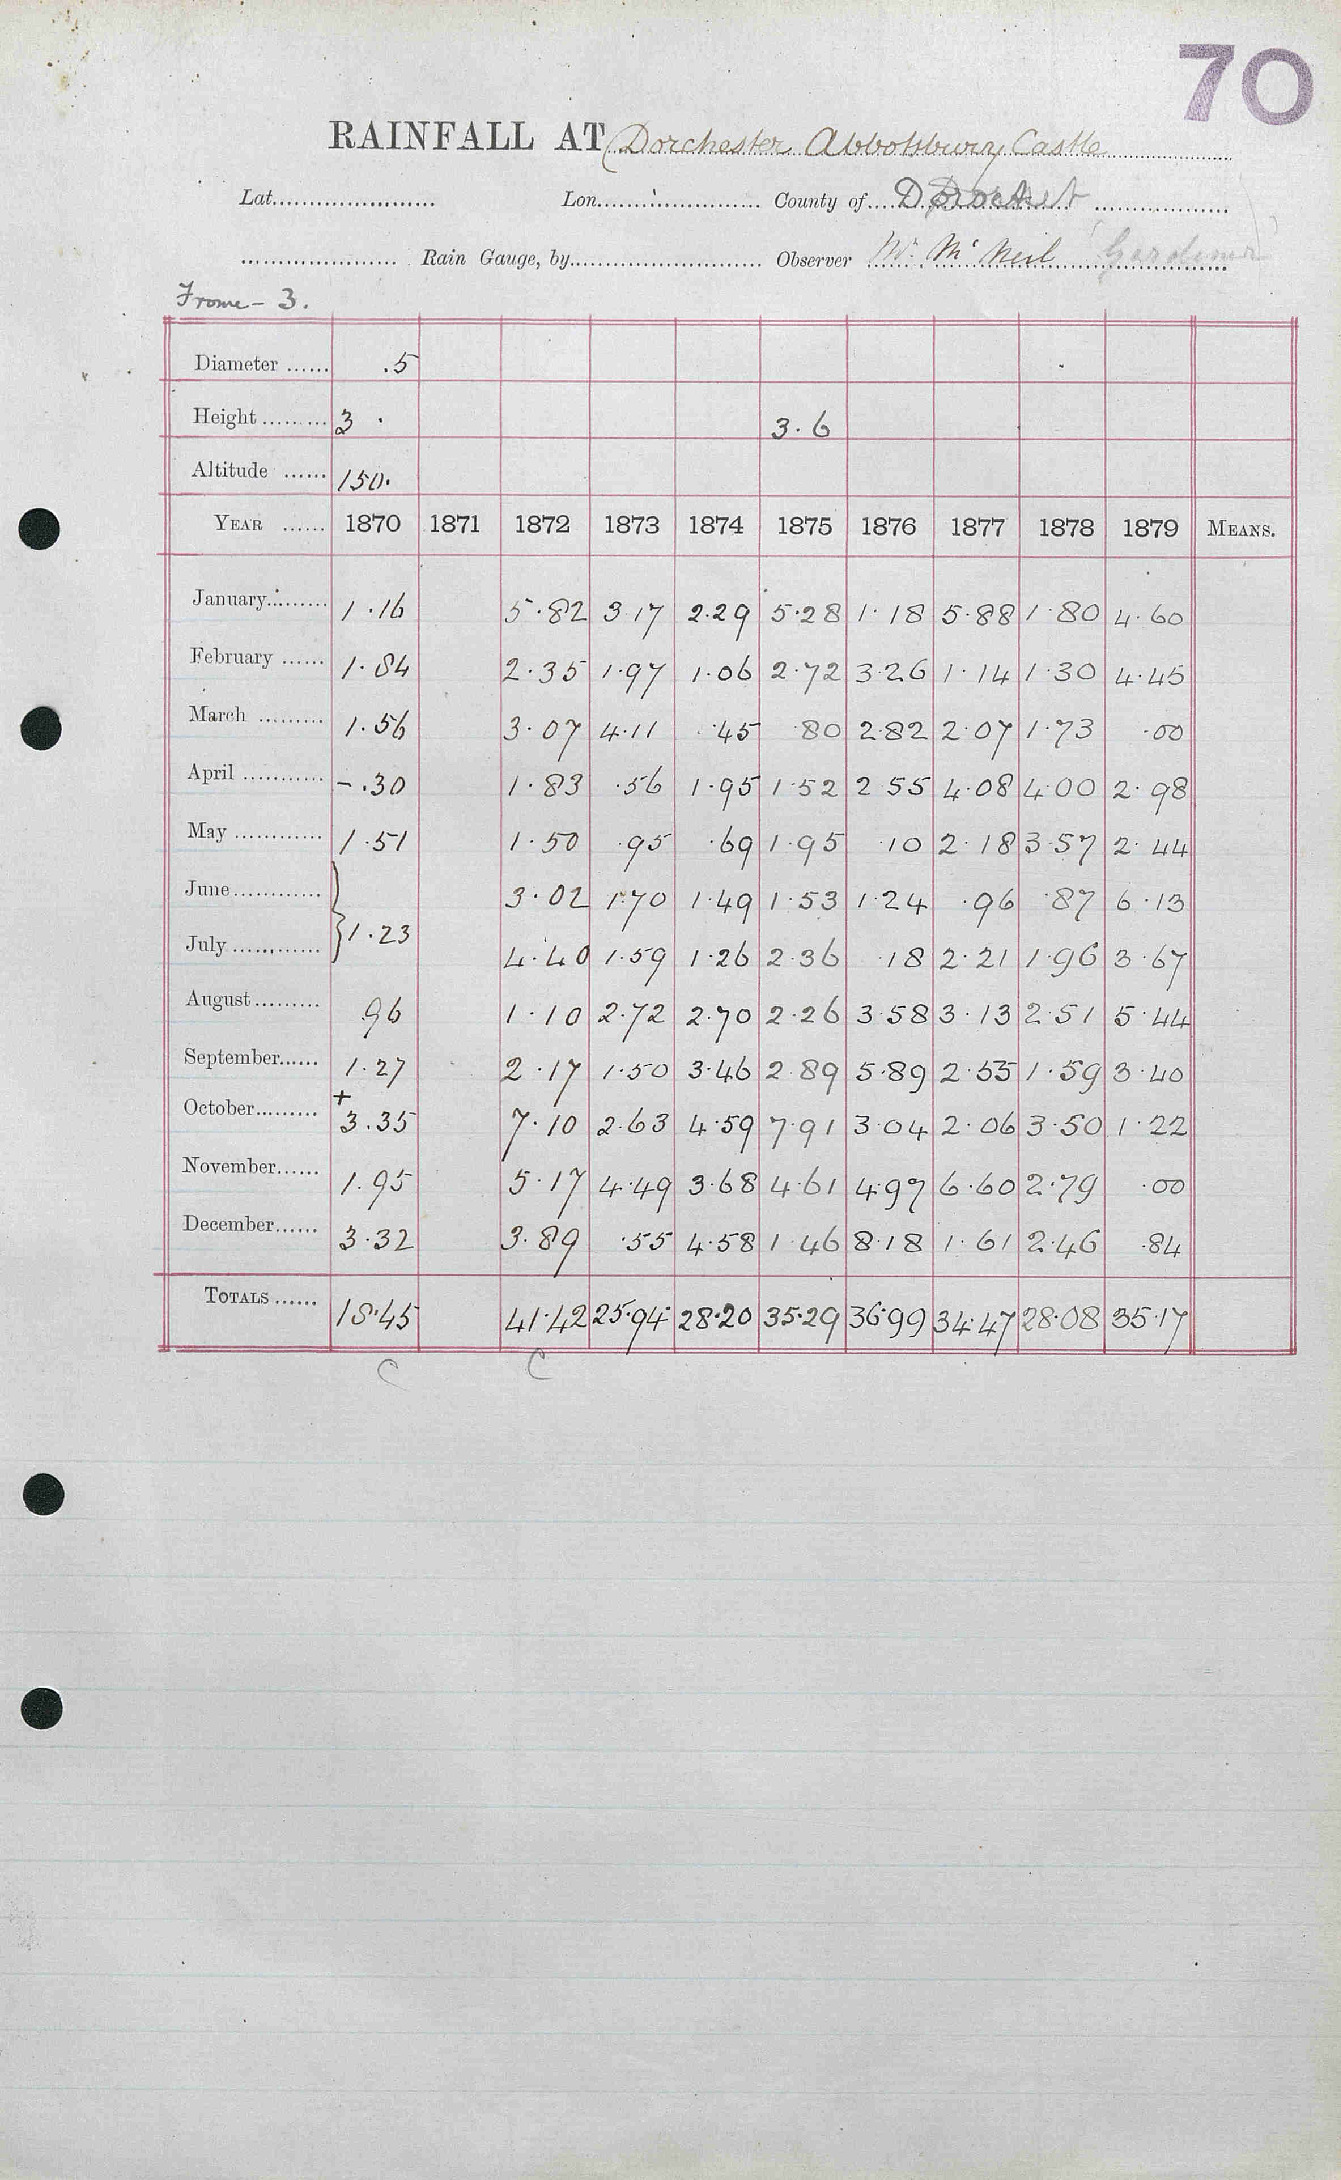 70
RAINFALL AT (Dorchester) Abbotsbury Castle
Lat. Lon. County of Dorset
Rain Gauge, by Observer Mr. McNeil (Gardener)
Frome - 3.
Diameter .5
Height 3 . 3.6
Altitude 150.
YEAR 1870 1871 1872 1873 1874 1875 1876 1877 1878 1879 MEANS.
January 1.16 5.82 3.17 2.29 5.28 1.18 5.88 1.80 4.60
February 1.84 2.35 1.97 1.06 2.72 3.26 1.14 1.30 4.45
March 1.56 3.07 4.11 .45 .80 2.82 2.07 1.73 .00
April -.30 1.83 .56 1.95 1.52 2.55 4.08 4.00 2.98
May 1.51 1.50 .95 .69 1.95 .10 2.18 3.57 2.44
June } 3.02 1.70 1.49 1.53 1.24 .96 .87 6.13
July } 1.23 4.40 1.59 1.26 2.36 .18 2.21 1.96 3.67
August 96 1.10 2.72 2.70 2.26 3.58 3.13 2.51 5.44
September 1.27 2.17 1.50 3.46 2.89 5.89 2.55 1.59 3.40
October +3.35 7.10 2.63 4.59 7.91 3.04 2.06 3.50 1.22
November 1.95 5.17 4.49 3.68 4.61 4.97 6.60 2.79 .00
December 3.32 3.89 .55 4.58 1.46 8.18 1.61 2.46 .84
TOTALS 18.45 41.42 25.94 28.20 35.29 36.99 34.47 28.08 35.17
C C